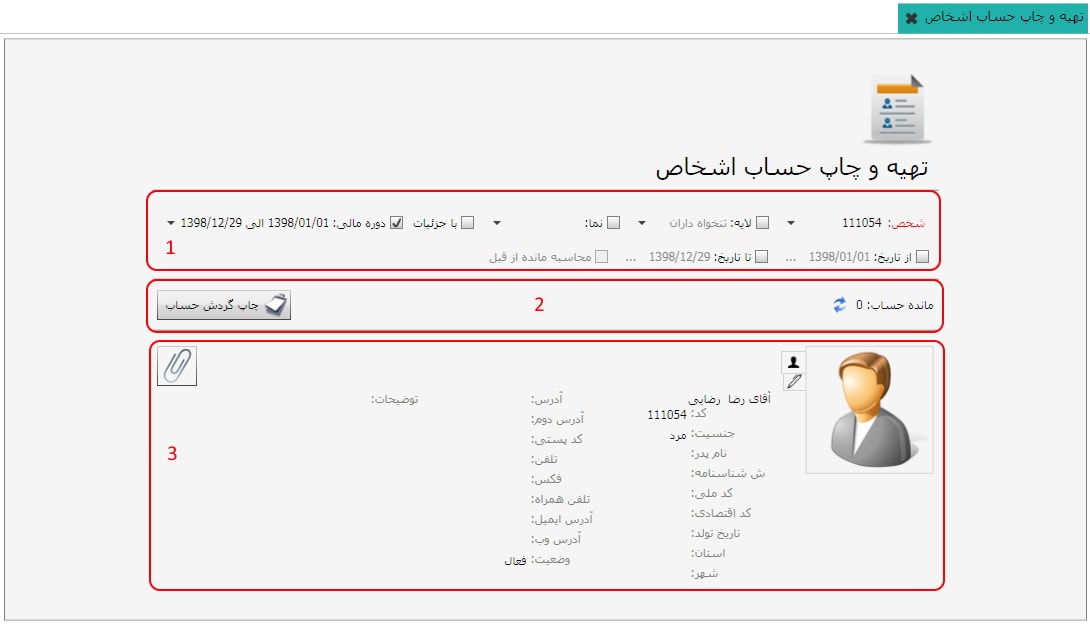 تهیه و چاپ حساب اشخاص
تهیه و چاپ حساب اشخاص
شخص: 111054 لایه: تنخواه داران نما: با جزئیات دوره مالی: 1398/01/01 الی 1398/12/29
از تاریخ: 1398/01/01 ... تا تاریخ: 1398/12/29 ... محاسبه مانده از قبل
1
مانده حساب: 0 2 چاپ گردش حساب
آقای رضا رضایی آدرس: توضیحات:
کد: 111054 آدرس دوم:
جنسیت: مرد کد پستی:
نام پدر: تلفن:
3
ش شناسنامه: فکس:
کد ملی: تلفن همراه:
کد اقتصادی: آدرس ایمیل:
تاریخ تولد: آدرس وب:
استان: وضعیت: فعال
شهر: